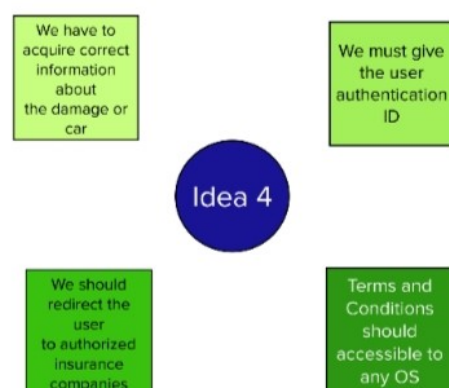 We have to
acquire correct
information
about
the damage or
car
We must give
the user
authentication
ID
Idea 4
We should
redirect the
user
to authorized
insurance
companies
Terms and
Conditions
should
accessible to
any OS